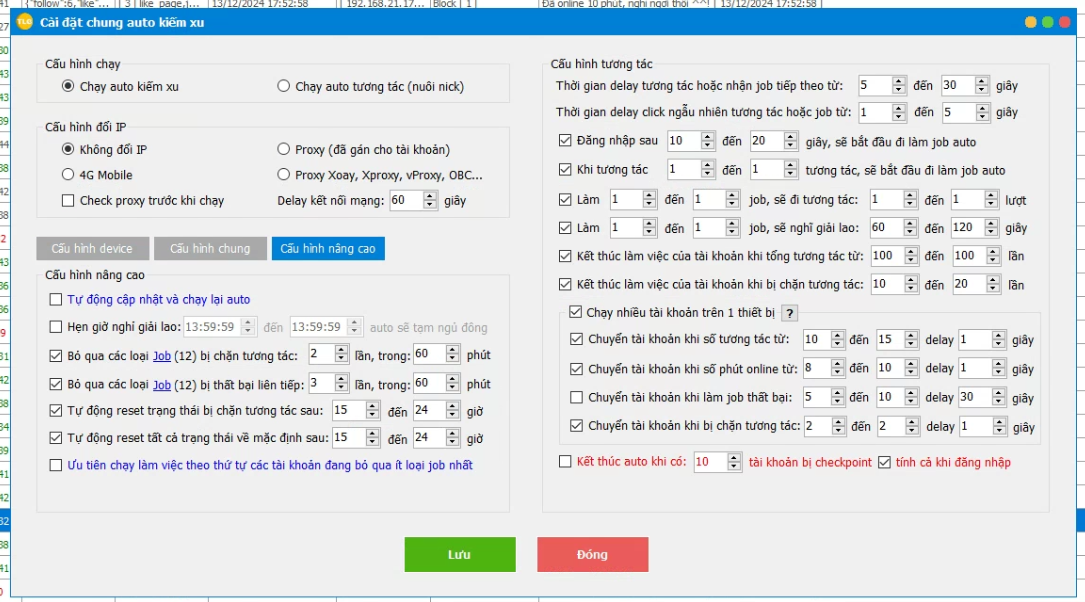 {"follow":6,"like"... | 3 | like_page,j... 13/12/2024 17:52:58 192.168.21.17... Block | 1 | Đã online 10 phút, nghỉ ngơi thôi ^^! | 13/12/2024 17:52:58 |
TLC Cài đặt chung auto kiếm xu
Cấu hình chạy
Chạy auto kiếm xu Chạy auto tương tác (nuôi nick)
Cấu hình đổi IP
Không đổi IP Proxy (đã gán cho tài khoản)
4G Mobile Proxy Xoay, Xproxy, vProxy, OBC...
Check proxy trước khi chạy Delay kết nối mạng: 60 giây
Cấu hình device Cấu hình chung Cấu hình nâng cao
Cấu hình nâng cao
Tự động cập nhật và chạy lại auto
Hẹn giờ nghỉ giải lao: 13:59:59 đến 13:59:59 auto sẽ tạm ngủ đông
Bỏ qua các loại Job (12) bị chặn tương tác: 2 lần, trong: 60 phút
Bỏ qua các loại Job (12) bị thất bại liên tiếp: 3 lần, trong: 60 phút
Tự động reset trạng thái bị chặn tương tác sau: 15 đến 24 giờ
Tự động reset tất cả trạng thái về mặc định sau: 15 đến 24 giờ
Ưu tiên chạy làm việc theo thứ tự các tài khoản đang bỏ qua ít loại job nhất
Cấu hình tương tác
Thời gian delay tương tác hoặc nhận job tiếp theo từ: 5 đến 30 giây
Thời gian delay click ngẫu nhiên tương tác hoặc job từ: 1 đến 5 giây
Đăng nhập sau 10 đến 20 giây, sẽ bắt đầu đi làm job auto
Khi tương tác 1 đến 1 tương tác, sẽ bắt đầu đi làm job auto
Làm 1 đến 1 job, sẽ đi tương tác: 1 đến 1 lượt
Làm 1 đến 1 job, sẽ nghỉ giải lao: 60 đến 120 giây
Kết thúc làm việc của tài khoản khi tổng tương tác từ: 100 đến 100 lần
Kết thúc làm việc của tài khoản khi bị chặn tương tác: 10 đến 20 lần
Chạy nhiều tài khoản trên 1 thiết bị ?
Chuyển tài khoản khi số tương tác từ: 10 đến 15 delay 1 giây
Chuyển tài khoản khi số phút online từ: 8 đến 10 delay 1 giây
Chuyển tài khoản khi làm job thất bại: 5 đến 10 delay 30 giây
Chuyển tài khoản khi bị chặn tương tác: 2 đến 2 delay 1 giây
Kết thúc auto khi có: 10 tài khoản bị checkpoint tính cả khi đăng nhập
Lưu Đóng